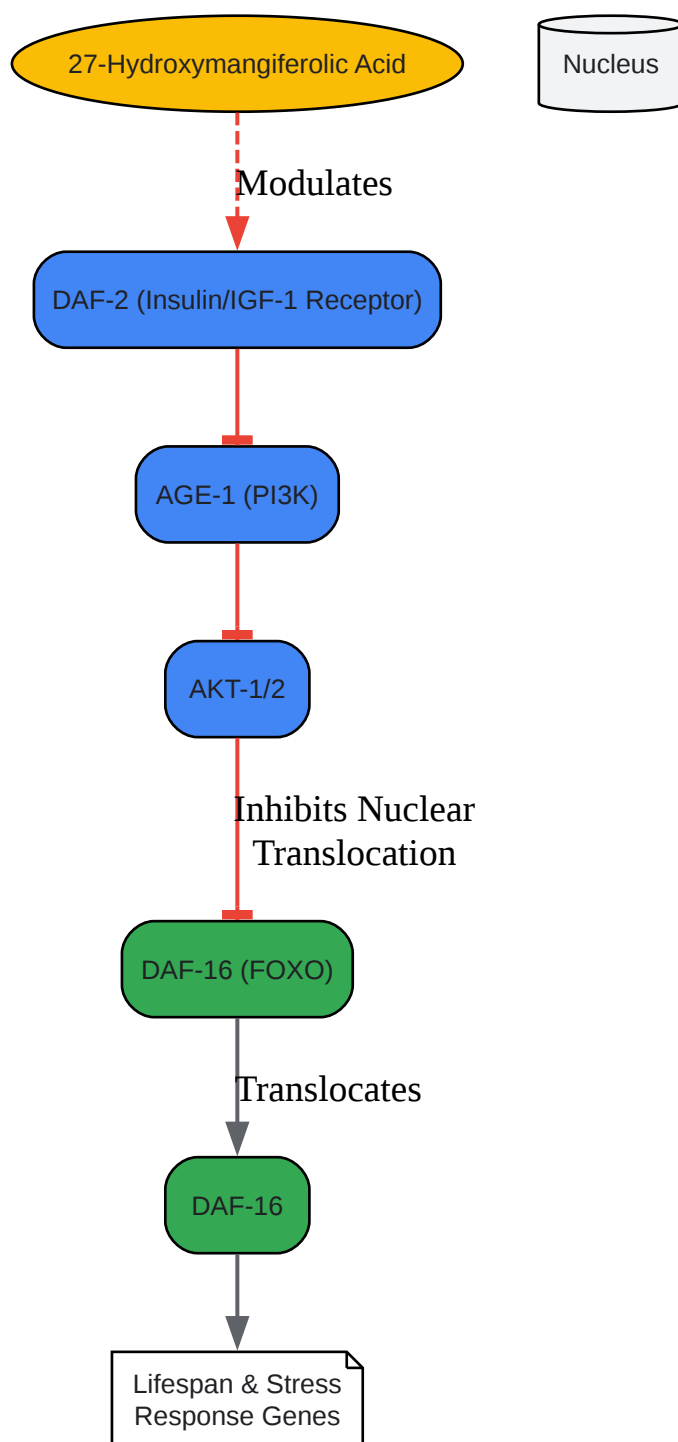 27-Hydroxymangiferolic Acid
Nucleus
Modulates
DAF-2 (Insulin/IGF-1 Receptor)
AGE-1 (PI3K)
AKT-1/2
Inhibits Nuclear
Translocation
DAF-16 (FOXO)
Translocates
DAF-16
Lifespan & Stress
Response Genes